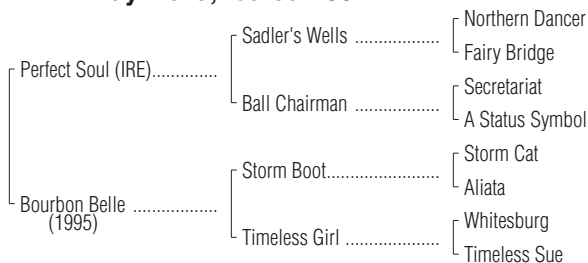 Northern Dancer
Sadler's Wells ...................
Fairy Bridge
Perfect Soul (IRE)..............
Secretariat
Ball Chairman ...................
A Status Symbol
Storm Cat
Storm Boot.........................
Aliata
Bourbon Belle ..................
(1995)
Whitesburg
Timeless Girl .....................
Timeless Sue